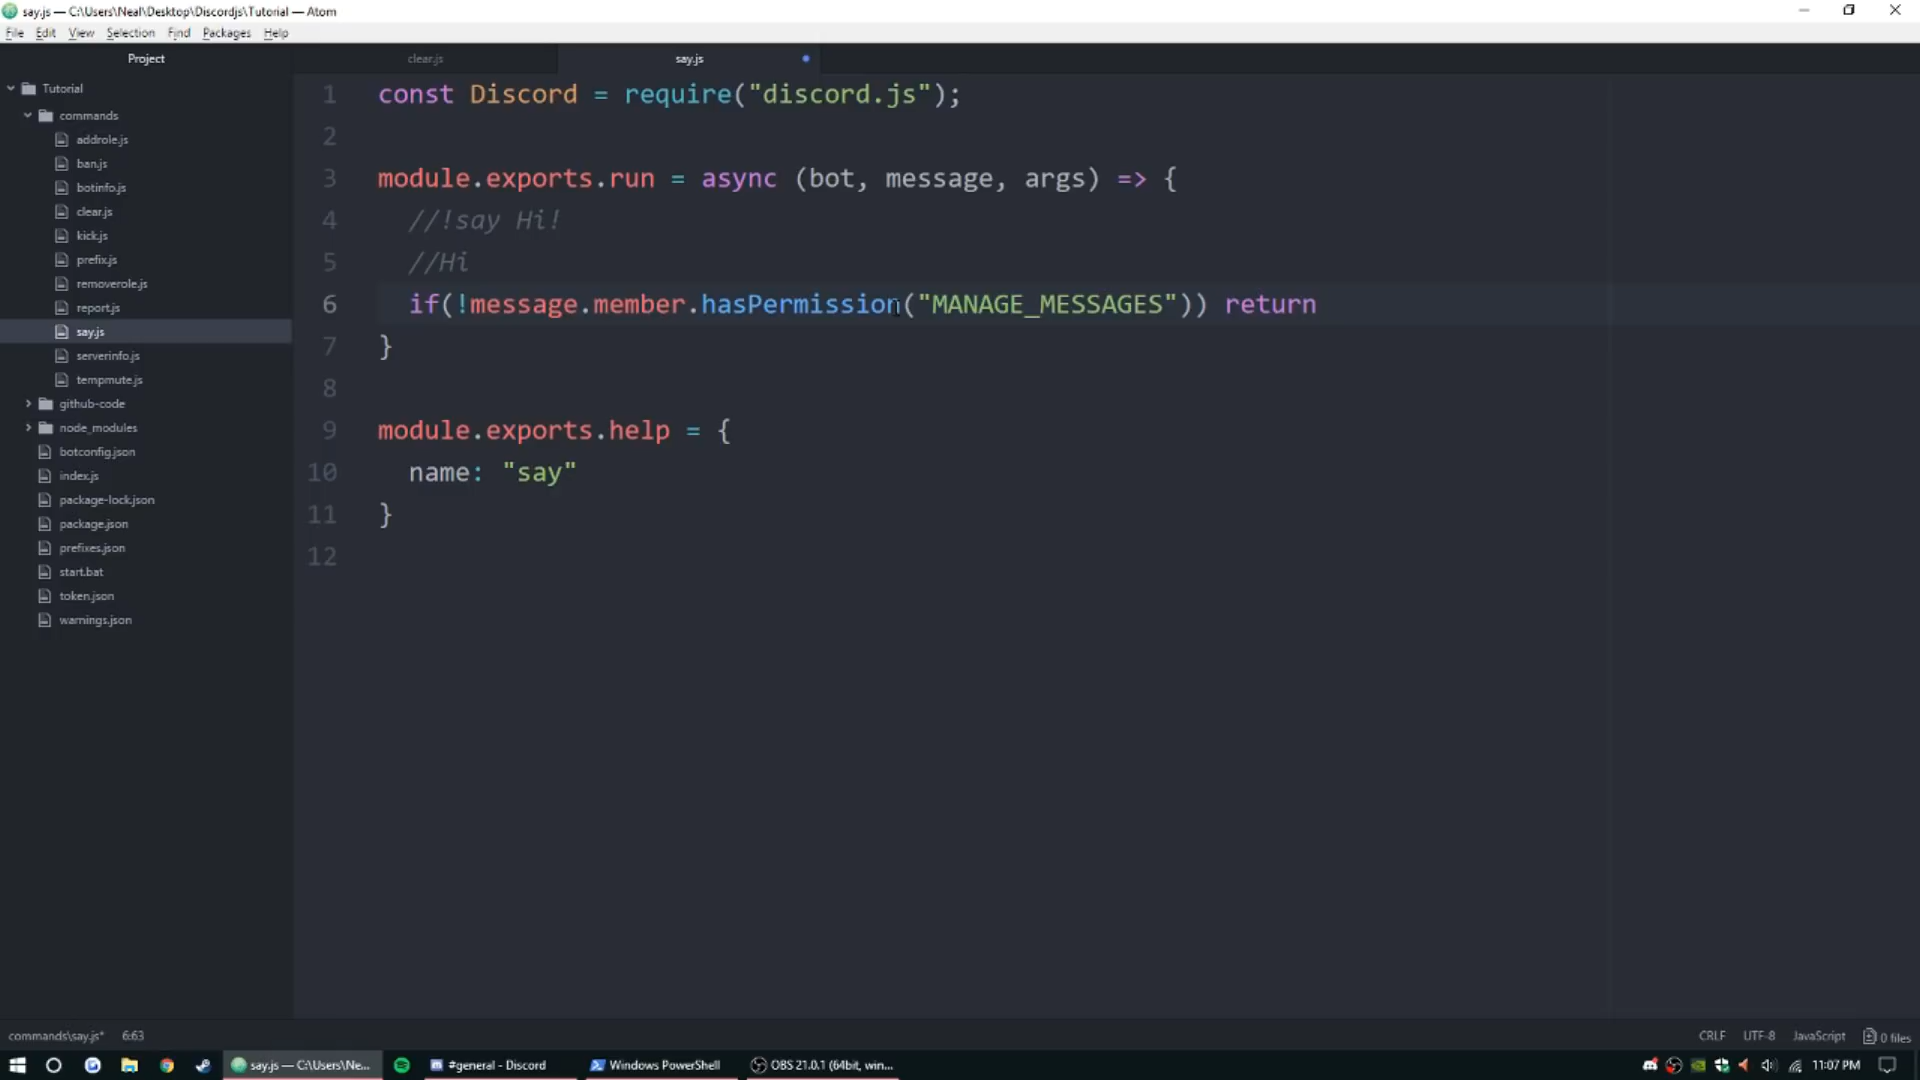 say.js — C:\Users\Neal\Desktop\Discordjs\Tutorial — Atom
File Edit View Selection Find Packages Help
Project
clear.js
say.js
Tutorial
commands
addrole.js
ban.js
botinfo.js
clear.js
kick.js
prefix.js
removerole.js
report.js
say.js
serverinfo.js
tempmute.js
github-code
node_modules
botconfig.json
index.js
package-lock.json
package.json
prefixes.json
start.bat
token.json
warnings.json
1 const Discord = require("discord.js");
2
3 module.exports.run = async (bot, message, args) => {
4 //!say Hi!
5 //Hi
6 if(!message.member.hasPermission("MANAGE_MESSAGES")) return
7 }
8
9 module.exports.help = {
10 name: "say"
11 }
12
commands\say.js* 6:63
CRLF UTF-8 JavaScript 0 files
say.js — C:\Users\Ne...
#general - Discord
Windows PowerShell
OBS 21.0.1 (64bit, win...
11:07 PM